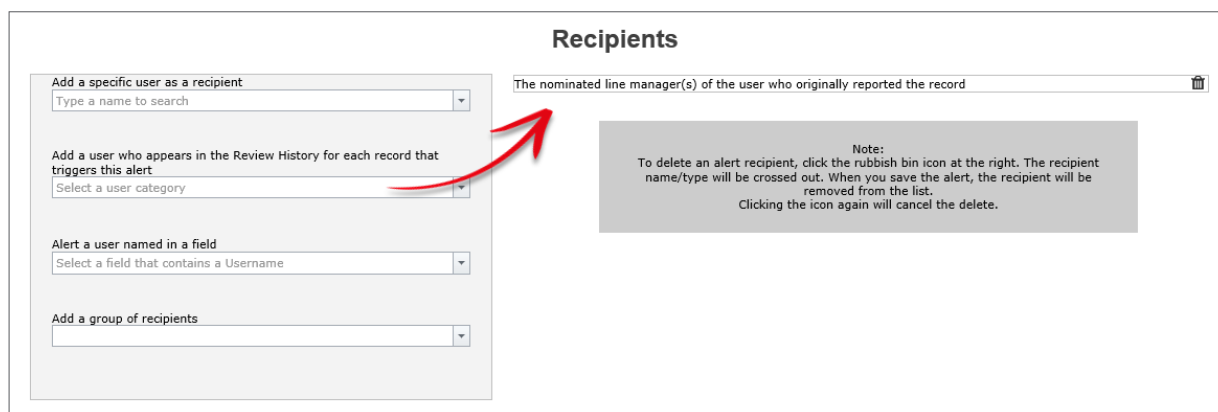 Recipients
Add a specific user as a recipient
Type a name to search
Add a user who appears in the Review History for each record that
triggers this alert
Select a user category
Alert a user named in a field
Select a field that contains a Username
Add a group of recipients
The nominated line manager(s) of the user who originally reported the record
Note:
To delete an alert recipient, click the rubbish bin icon at the right. The recipient
name/type will be crossed out. When you save the alert, the recipient will be
removed from the list.
Clicking the icon again will cancel the delete.